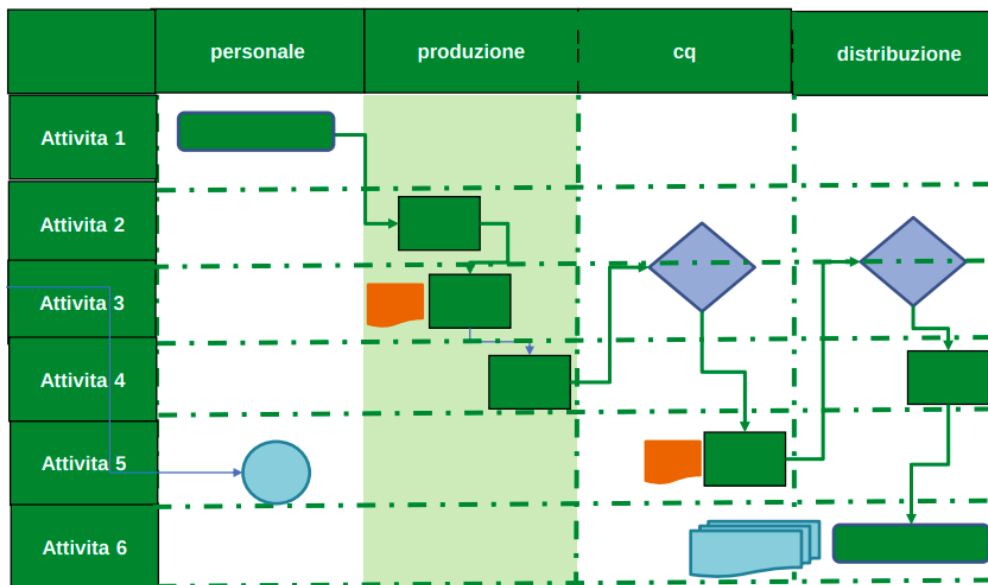 personale
produzione
cq
distribuzione
Attivita 1
Attivita 2
Attivita 3
Attivita 4
Attivita 5
Attivita 6